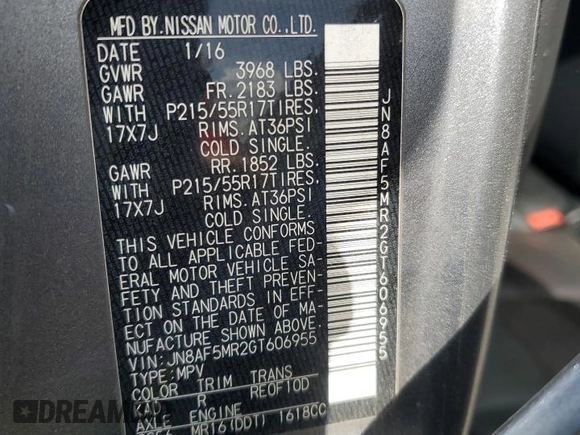 MFD BY.NISSAN MOTOR CO.,LTD.
DATE 1/16
GVWR 3968 LBS.
GAWR FR.2183 LBS.
WITH P215/55R17TIRES,
17X7J RIMS.AT36PSI
COLD SINGLE.
GAWR RR.1852 LBS.
WITH P215/55R17TIRES,
17X7J RIMS.AT36PSI
COLD SINGLE.
THIS VEHICLE CONFORMS
TO ALL APPLICABLE FED-
ERAL MOTOR VEHICLE SA-
FETY AND THEFT PREVEN-
TION STANDARDS IN EFF-
ECT ON THE DATE OF MA-
NUFACTURE SHOWN ABOVE.
VIN:JN8AF5MR2GT606955
TYPE:MPV
COLOR TRIM TRANS
R RE0F10D
AXLE ENGINE
MR16(DDT) 1618CC
JN8AF5MR2GT606955